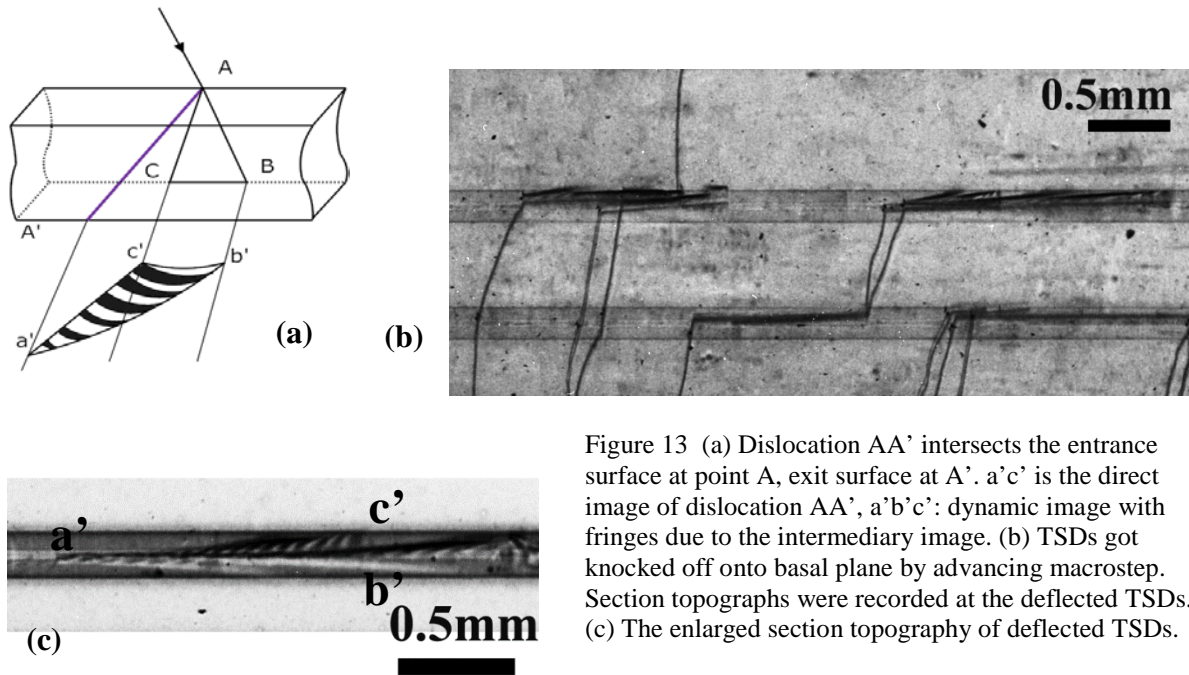 A
C
B
A'
c'
b'
a'
(a)
(b)
0.5mm
a’
c’
b’
0.5mm
(c)
Figure 13 (a) Dislocation AA’ intersects the entrance
surface at point A, exit surface at A’. a’c’ is the direct
image of dislocation AA’, a’b’c’: dynamic image with
fringes due to the intermediary image. (b) TSDs got
knocked off onto basal plane by advancing macrostep.
Section topographs were recorded at the deflected TSDs.
(c) The enlarged section topography of deflected TSDs.